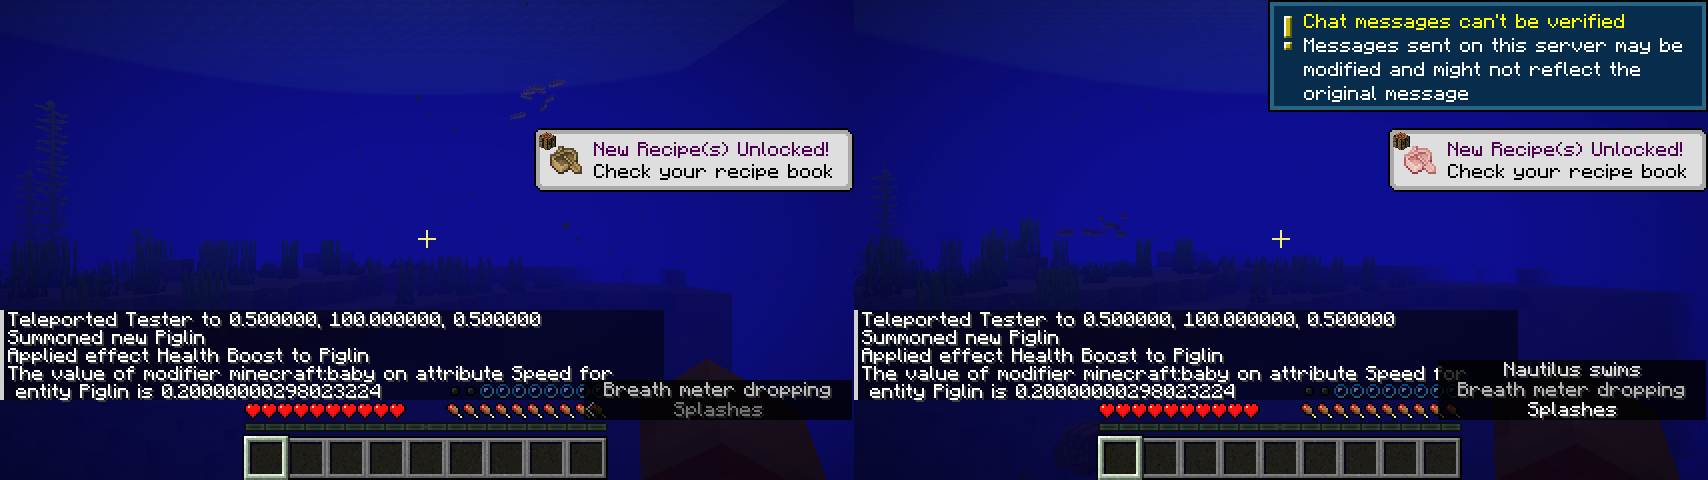 Chat messages can't be verified
Messages sent on this server may be
modified and might not reflect the
original message
New Recipe(s) Unlocked!
Check your recipe book
New Recipe(s) Unlocked!
Check your recipe book
Teleported Tester to 0.500000, 100.000000, 0.500000
Summoned new Piglin
Applied effect Health Boost to Piglin
The value of modifier minecraft:baby on attribute Speed for
entity Piglin is 0.20000000298023224
Breath meter dropping
Splashes
Teleported Tester to 0.500000, 100.000000, 0.500000
Summoned new Piglin
Applied effect Health Boost to Piglin
The value of modifier minecraft:baby on attribute Speed for
entity Piglin is 0.20000000298023224
Nautilus swims
Breath meter dropping
Splashes